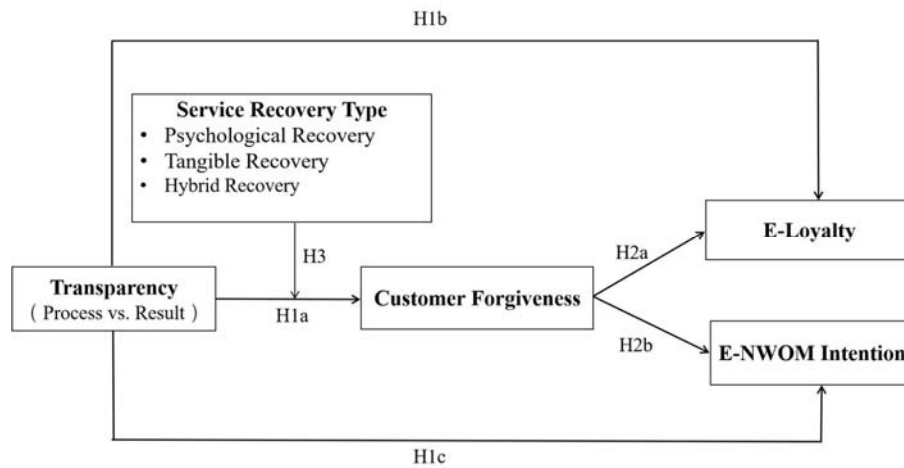 H1b
Service Recovery Type
• Psychological Recovery
• Tangible Recovery
• Hybrid Recovery
H3
H2a
E-Loyalty
Transparency
( Process vs. Result )
H1a
Customer Forgiveness
H2b
E-NWOM Intention
H1c